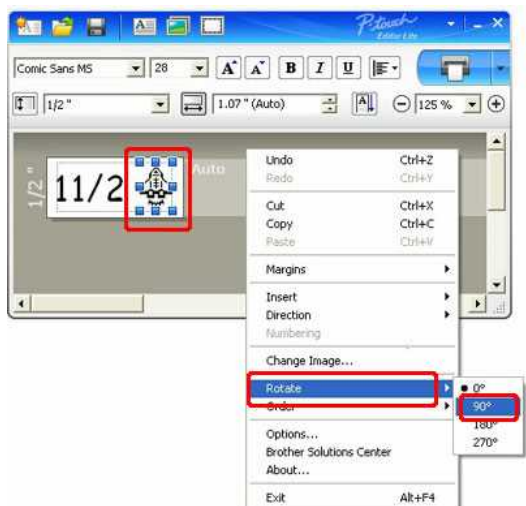 P-touch
Editor Lite
Comic Sans MS 28 A A B I U
1/2 " 1.07 " (Auto) A 125 %
1/2 "
11/2
Auto
Undo Ctrl+Z
Redo Ctrl+Y
Cut Ctrl+X
Copy Ctrl+C
Paste Ctrl+V
Margins
Insert
Direction
Numbering
Change Image...
Rotate
0°
Order
90°
180°
270°
Options...
Brother Solutions Center
About...
Exit Alt+F4